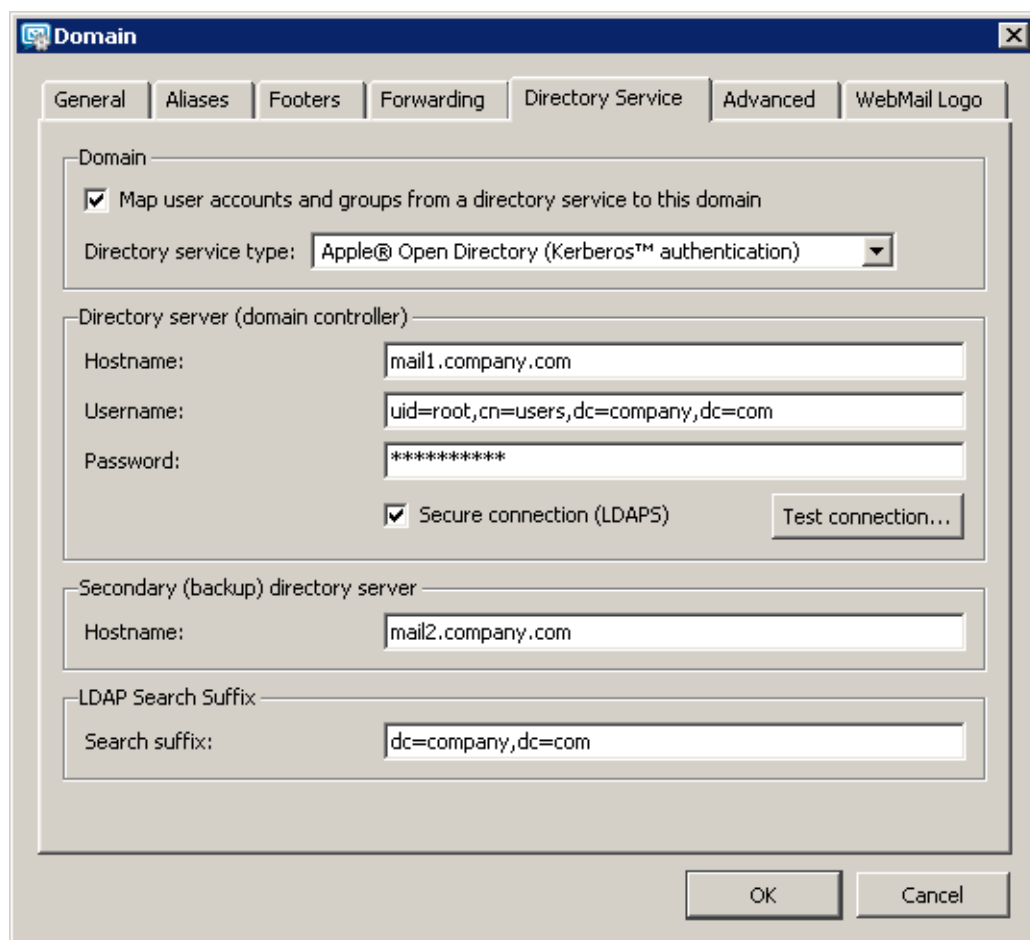 Domain
General Aliases Footers Forwarding Directory Service Advanced WebMail Logo
Domain
Map user accounts and groups from a directory service to this domain
Directory service type: Apple® Open Directory (Kerberos™ authentication)
Directory server (domain controller)
Hostname: mail1.company.com
Username: uid=root,cn=users,dc=company,dc=com
Password: **********
Secure connection (LDAPS) Test connection...
Secondary (backup) directory server
Hostname: mail2.company.com
LDAP Search Suffix
Search suffix: dc=company,dc=com
OK Cancel